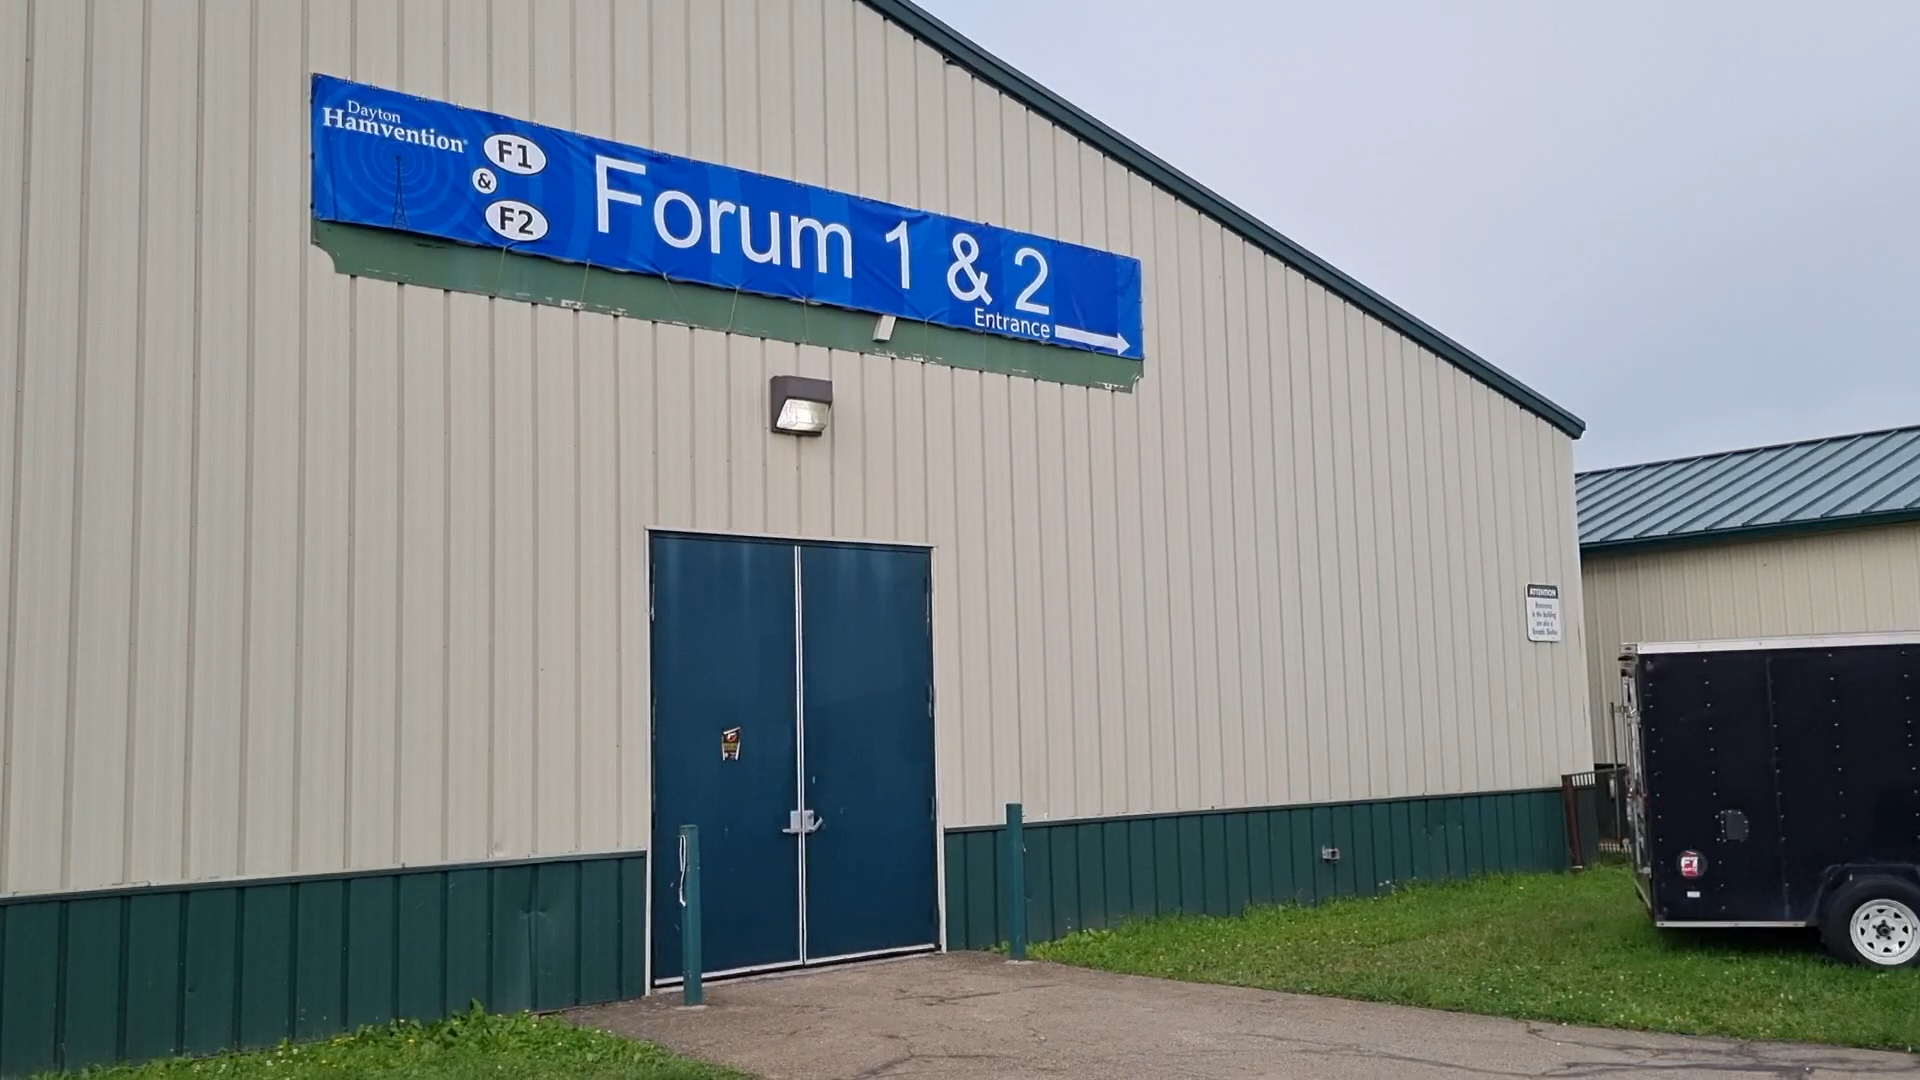 Dayton
Hamvention®
F1
&
F2
Forum 1 & 2
Entrance
ATTENTION